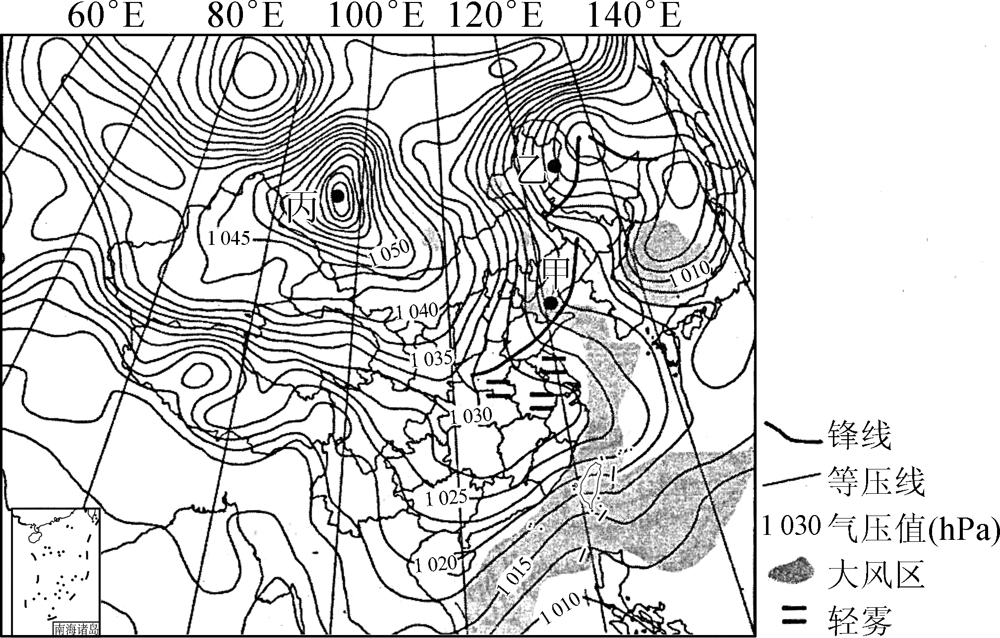 60°E 80°E 100°E 120°E 140°E
乙
丙
1 045
1 050
甲
1 010
1 040
1 035
1 030
1 025
1 020
1 015
1 010
南海诸岛
锋线
等压线
1 030 气压值(hPa)
大风区
轻雾